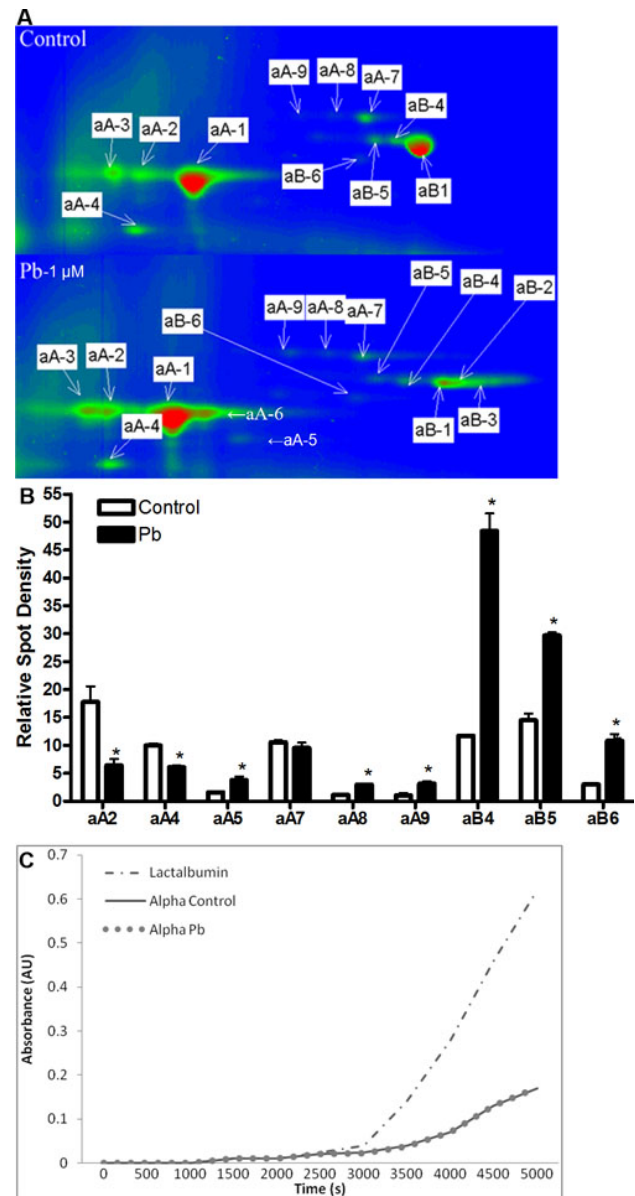 A
Control
aA-9
aA-8
aA-7
aB-4
aA-3
aA-2
aA-1
aB-6
aB-5
aB1
aA-4
Pb-1 µM
aB-5
aB-4
aB-2
aB-6
aA-9
aA-8
aA-7
aA-3
aA-2
aA-1
←aA-6
aB-1
aB-3
aA-4
←aA-5
B
Control
Pb
Relative Spot Density
55
50
45
40
35
30
25
20
15
10
5
0
* * * * * * * *
aA2 aA4 aA5 aA7 aA8 aA9 aB4 aB5 aB6
C
Lactalbumin
Alpha Control
Alpha Pb
Absorbance (AU)
0.7
0.6
0.5
0.4
0.3
0.2
0.1
0
0 500 1000 1500 2000 2500 3000 3500 4000 4500 5000
Time (s)